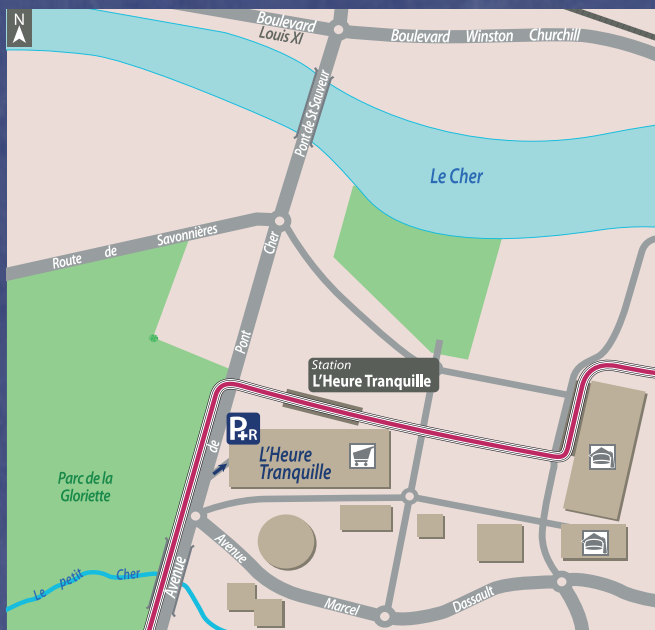 N
Boulevard
Louis XI
Boulevard Winston Churchill
Pont de St Sauveur
Le Cher
Route de Savonnières
Avenue de Pont Cher
Station
L'Heure Tranquille
P+R
L'Heure
Tranquille
Parc de la
Gloriette
Le petit Cher
Avenue Marcel Dassault